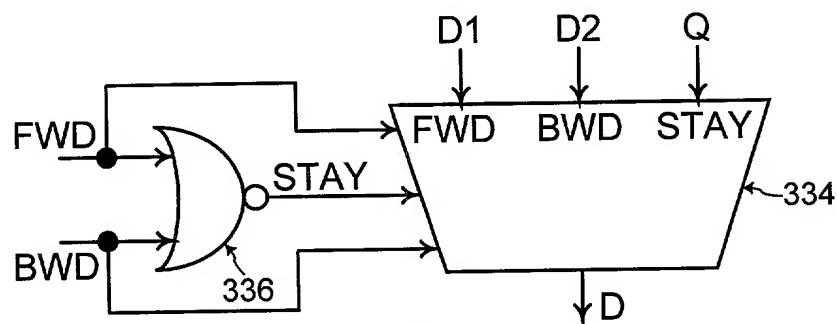 D1 D2 Q
FWD FWD BWD STAY
STAY 334
BWD 336
D